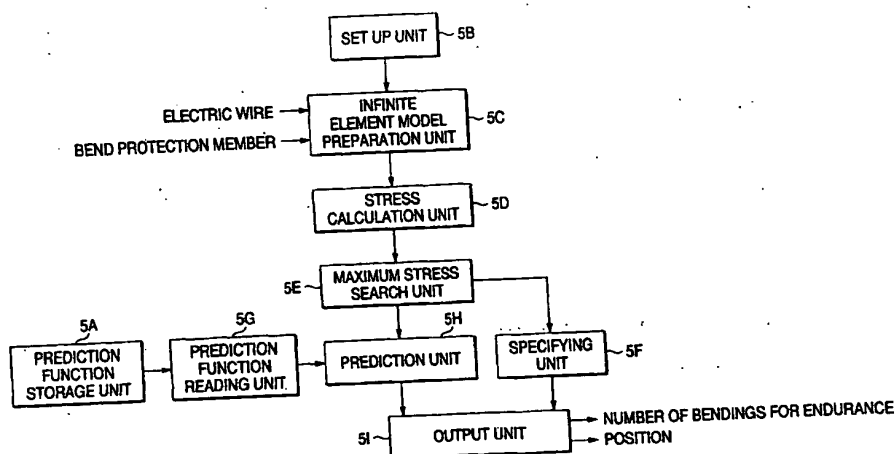 SET UP UNIT
5B
ELECTRIC WIRE
BEND PROTECTION MEMBER
INFINITE
ELEMENT MODEL
PREPARATION UNIT
5C
STRESS
CALCULATION UNIT
5D
5E
MAXIMUM STRESS
SEARCH UNIT
5A
PREDICTION
FUNCTION
STORAGE UNIT
5G
PREDICTION
FUNCTION
READING UNIT
5H
PREDICTION UNIT
SPECIFYING
UNIT
5F
5I
OUTPUT UNIT
NUMBER OF BENDINGS FOR ENDURANCE
POSITION